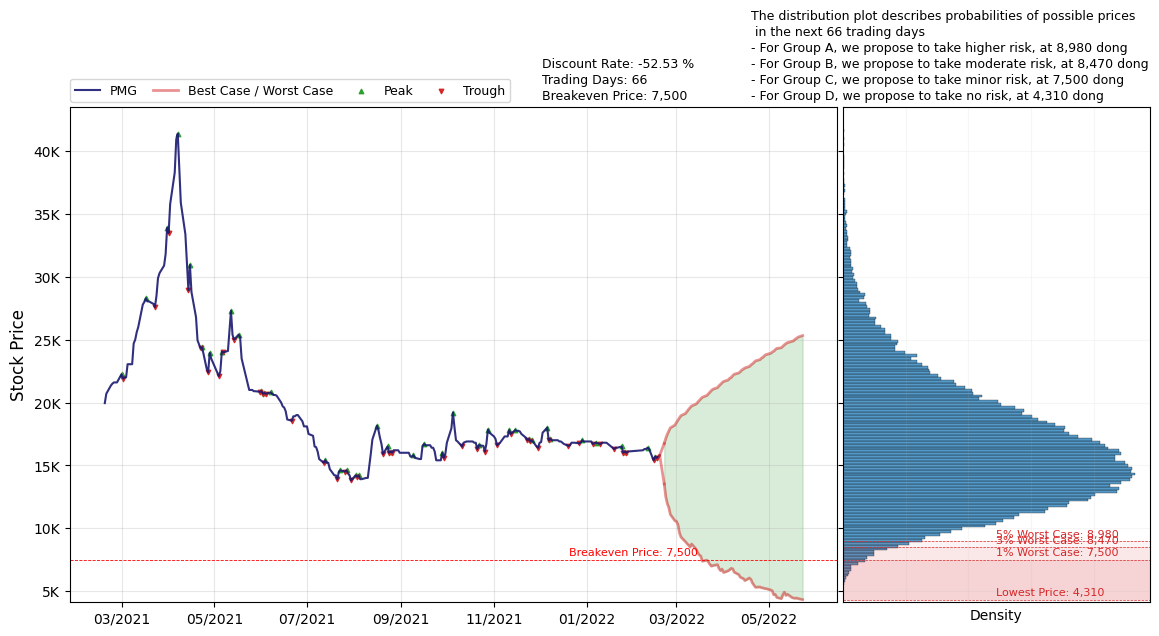 The distribution plot describes probabilities of possible prices
in the next 66 trading days
- For Group A, we propose to take higher risk, at 8,980 dong
- For Group B, we propose to take moderate risk, at 8,470 dong
- For Group C, we propose to take minor risk, at 7,500 dong
- For Group D, we propose to take no risk, at 4,310 dong
Discount Rate: -52.53 %
Trading Days: 66
Breakeven Price: 7,500
PMG
Best Case / Worst Case
Peak
Trough
Stock Price
40K
35K
30K
25K
20K
15K
10K
5K
Breakeven Price: 7,500
03/2021
05/2021
07/2021
09/2021
11/2021
01/2022
03/2022
05/2022
5% Worst Case: 8,980
3% Worst Case: 8,470
1% Worst Case: 7,500
Lowest Price: 4,310
Density